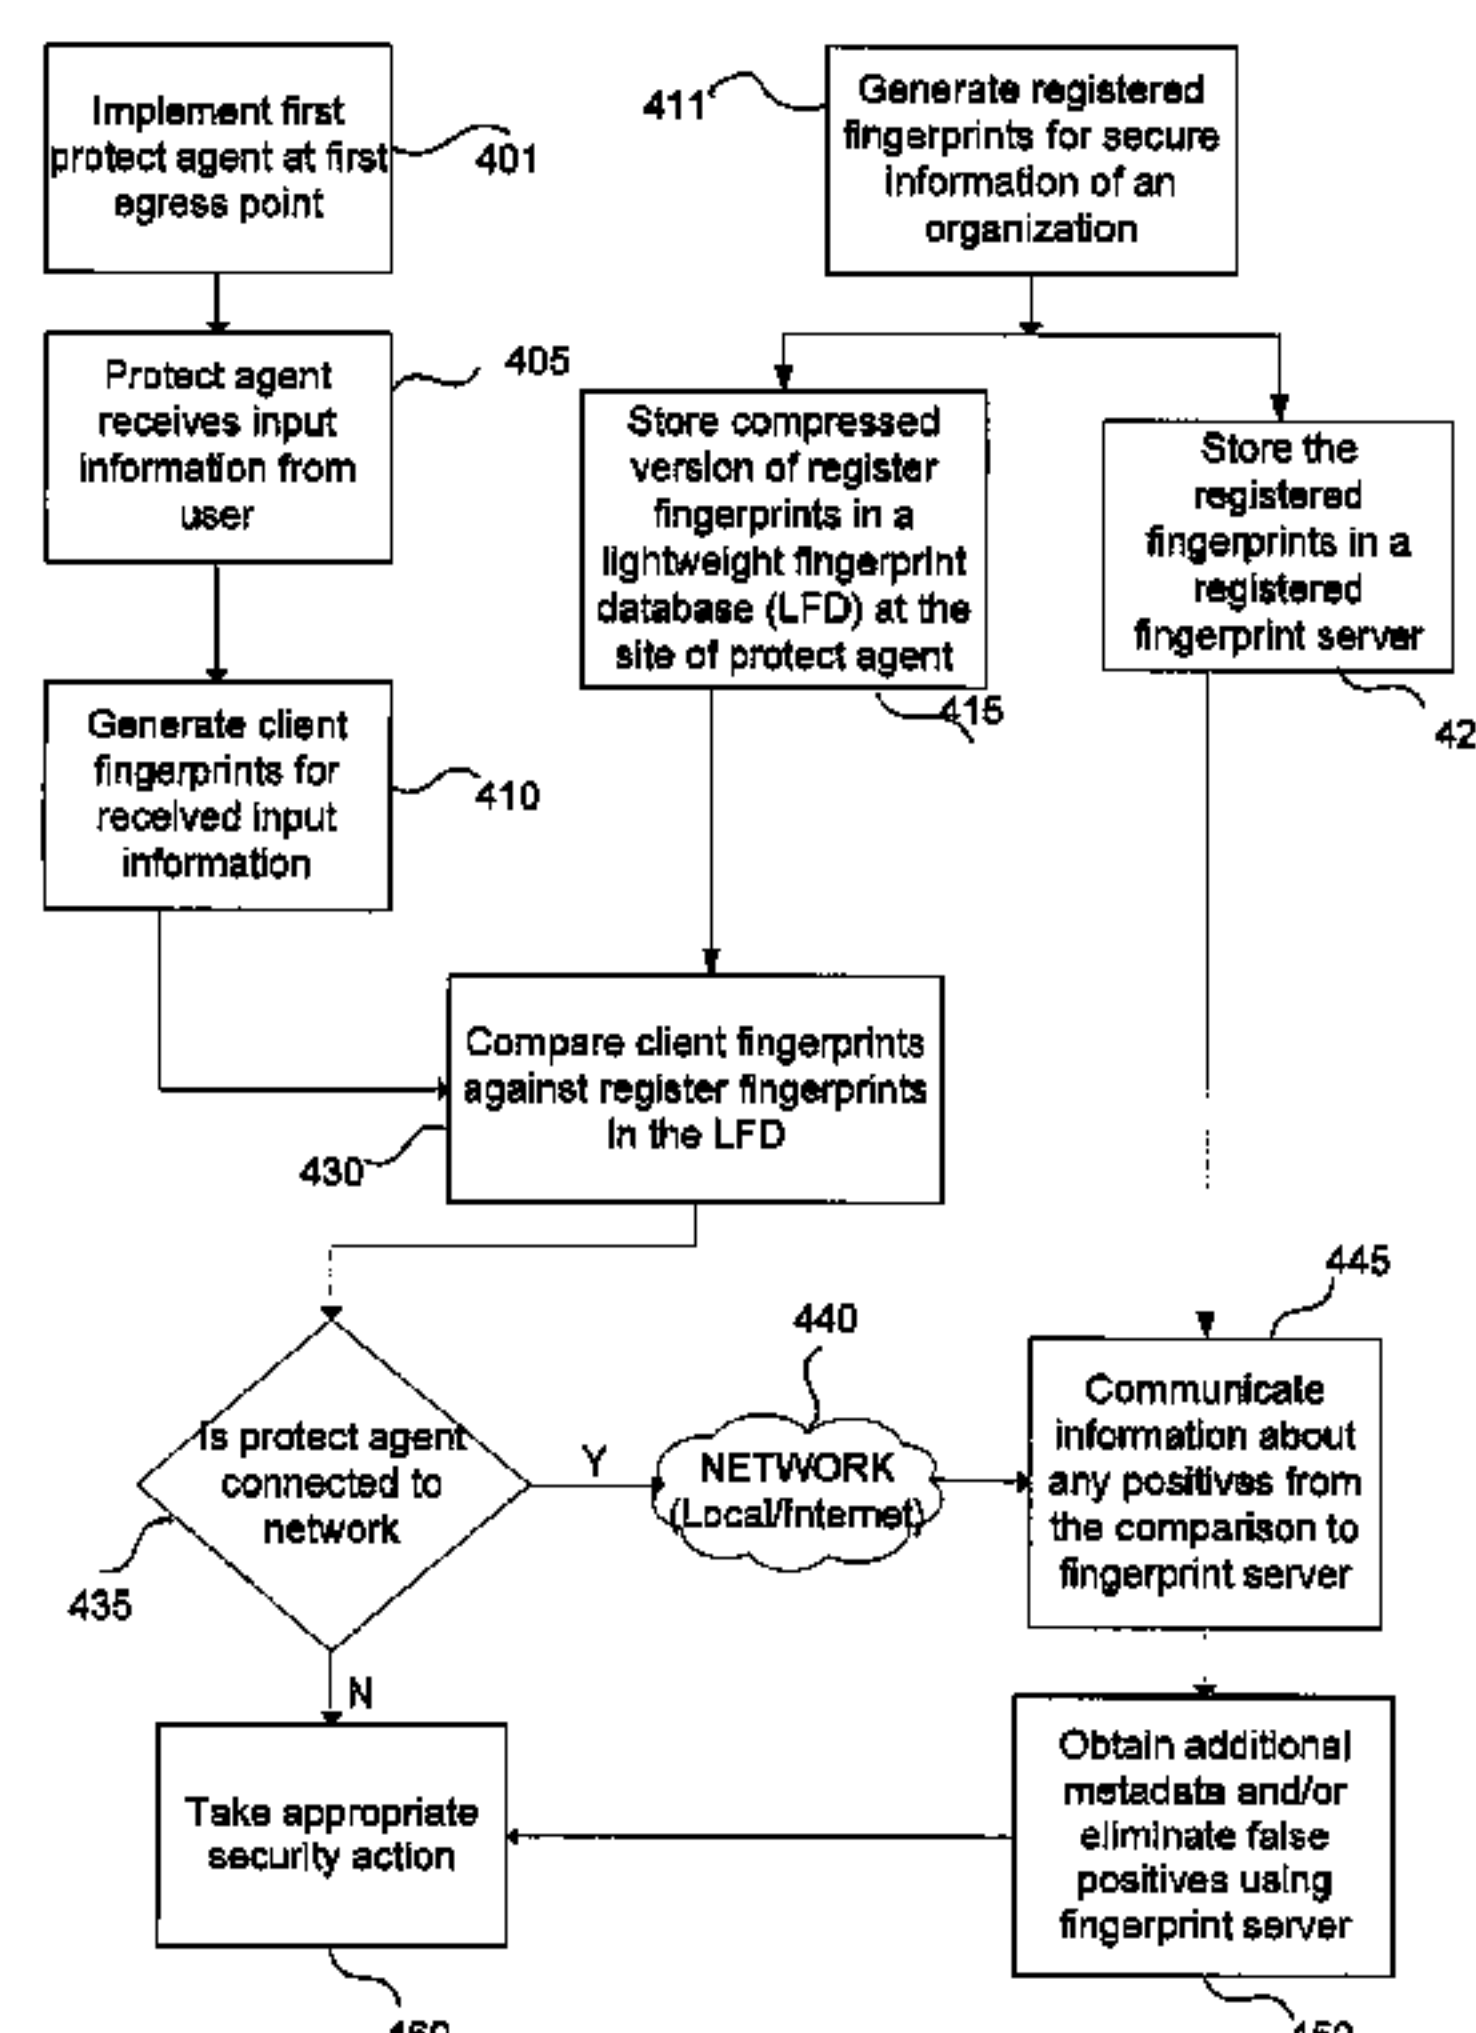 Implement first
protect agent at first
egress point
401
411
Generate registered
fingerprints for secure
information of an
organization
Protect agent
receives input
information from
user
405
Store compressed
version of register
fingerprints in a
lightweight fingerprint
database (LFD) at the
site of protect agent
415
Store the
registered
fingerprints in a
registered
fingerprint server
42
Generate client
fingerprints for
received input
information
410
Compare client fingerprints
against register fingerprints
in the LFD
430
Is protect agent
connected to
network
435
Y
N
440
NETWORK
(Local/Internet)
445
Communicate
information about
any positives from
the comparison to
fingerprint server
Take appropriate
security action
Obtain additional
metadata and/or
eliminate false
positives using
fingerprint server